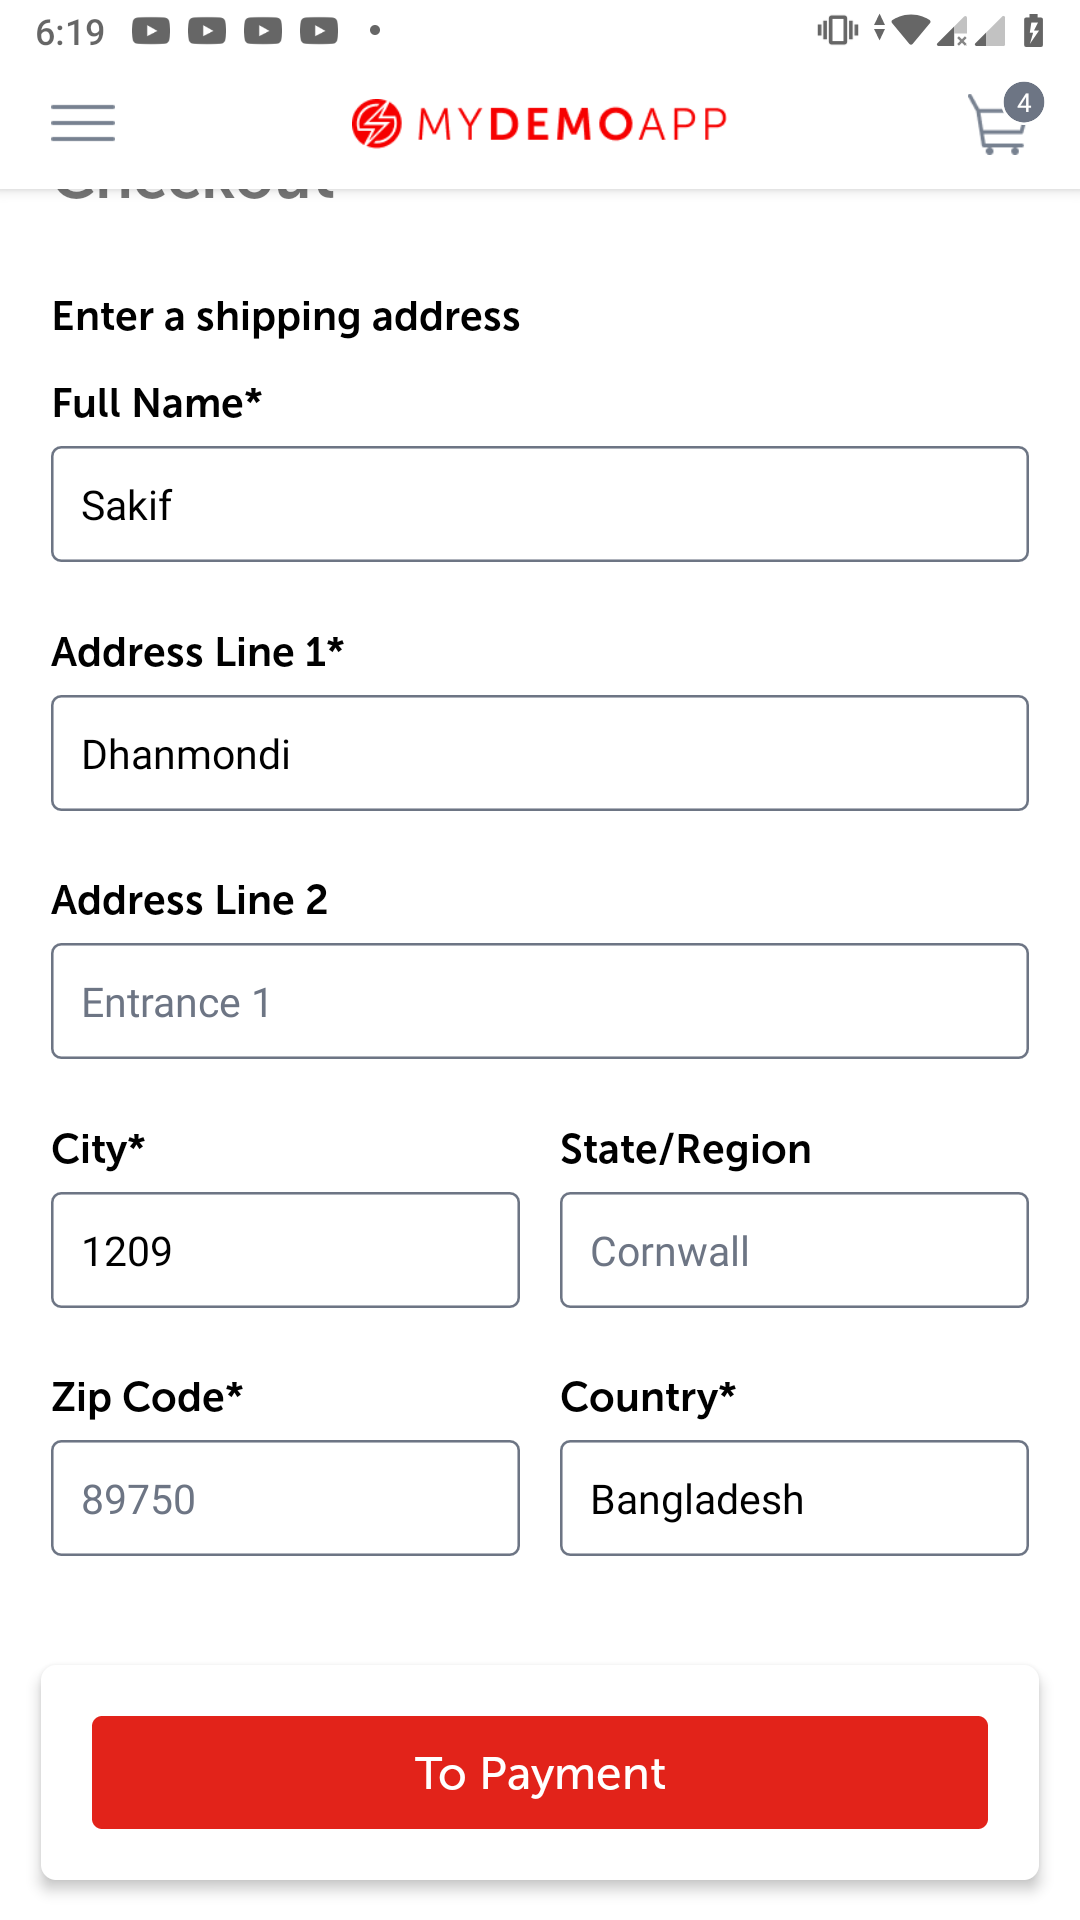 6:19
MYDEMOAPP
4
Checkout
Enter a shipping address
Full Name*
Sakif
Address Line 1*
Dhanmondi
Address Line 2
Entrance 1
City*
State/Region
1209
Cornwall
Zip Code*
Country*
89750
Bangladesh
To Payment